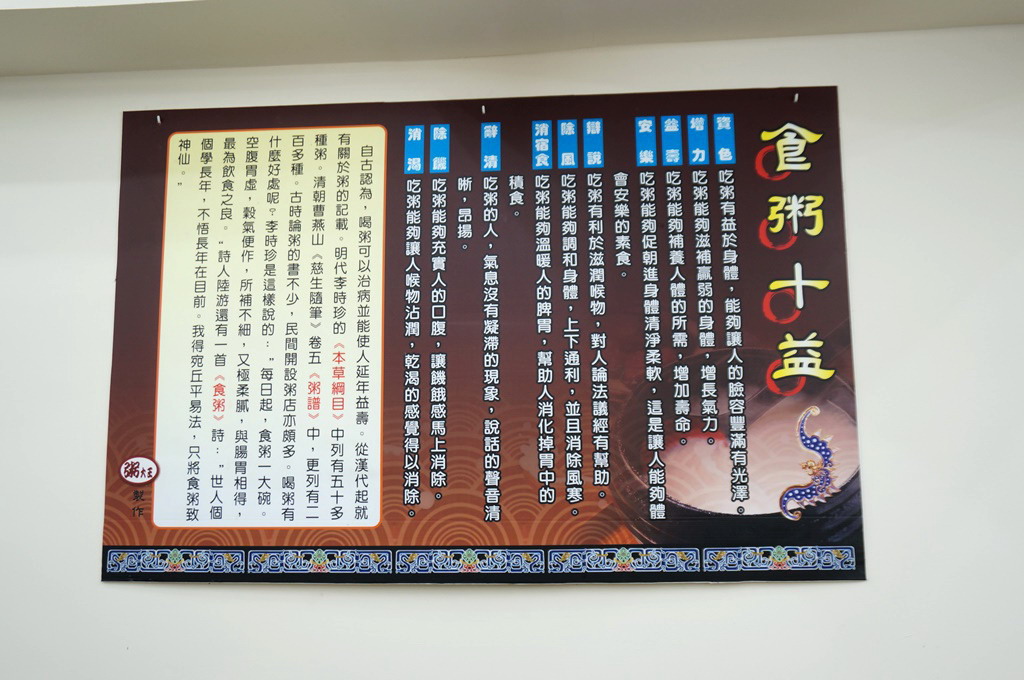 食粥十益
資色 吃粥有益於身體，能夠讓人的臉容豐滿有光澤。
增力 吃粥能夠滋補羸弱的身體，增長氣力。
益壽 吃粥能夠補養人體的所需，增加壽命。
安樂 吃粥能夠促朝進身體清淨柔軟，這是讓人能夠體
會安樂的素食。
辯說 吃粥有利於滋潤喉物，對人論法議經有幫助。
除風 吃粥能夠調和身體，上下通利，並且消除風寒。
消宿食 吃粥能夠溫暖人的脾胃，幫助人消化掉胃中的
積食。
辭清 吃粥的人，氣息沒有凝滯的現象，說話的聲音清
晰，昂揚。
除饑 吃粥能夠充實人的口腹，讓饑餓感馬上消除。
消渴 吃粥能夠讓人喉物沾潤，乾渴的感覺得以消除。
自古認為，喝粥可以治病並能使人延年益壽。從漢代起就
有關於粥的記載。明代李時珍的《本草綱目》中列有五十多
種粥。清朝曹燕山《慈生隨筆》卷五《粥譜》中，更列有二
百多種。古時論粥的書不少，民間開設粥店亦頗多。喝粥有
什麼好處呢？李時珍是這樣說的："每日起，食粥一大碗。
空腹胃虛，穀氣便作，所補不細，又極柔膩，與腸胃相得，
最為飲食之良。"詩人陸游還有一首《食粥》詩："世人個
個學長年，不悟長年在目前。我得宛丘平易法，只將食粥致
神仙。"
粥大王
製作